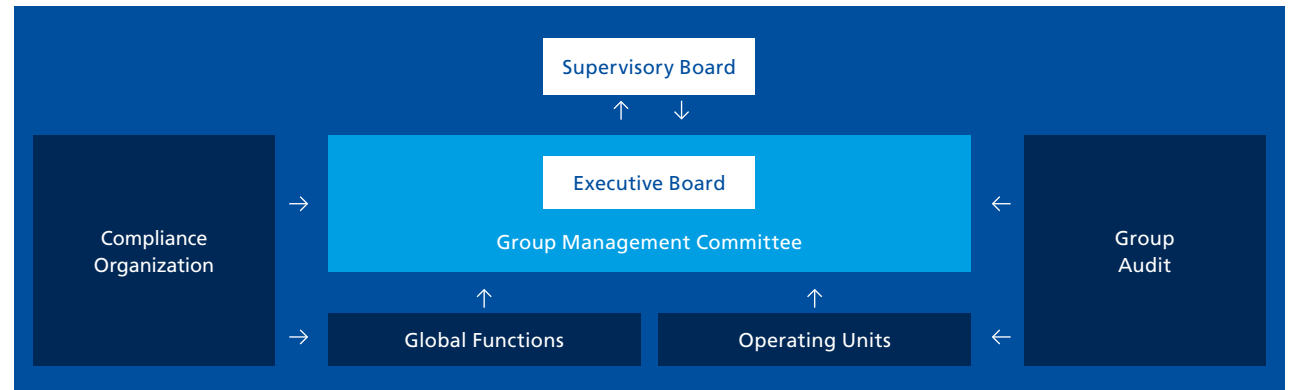 Supervisory Board
Executive Board
Group Management Committee
Compliance
Organization
Group
Audit
Global Functions
Operating Units